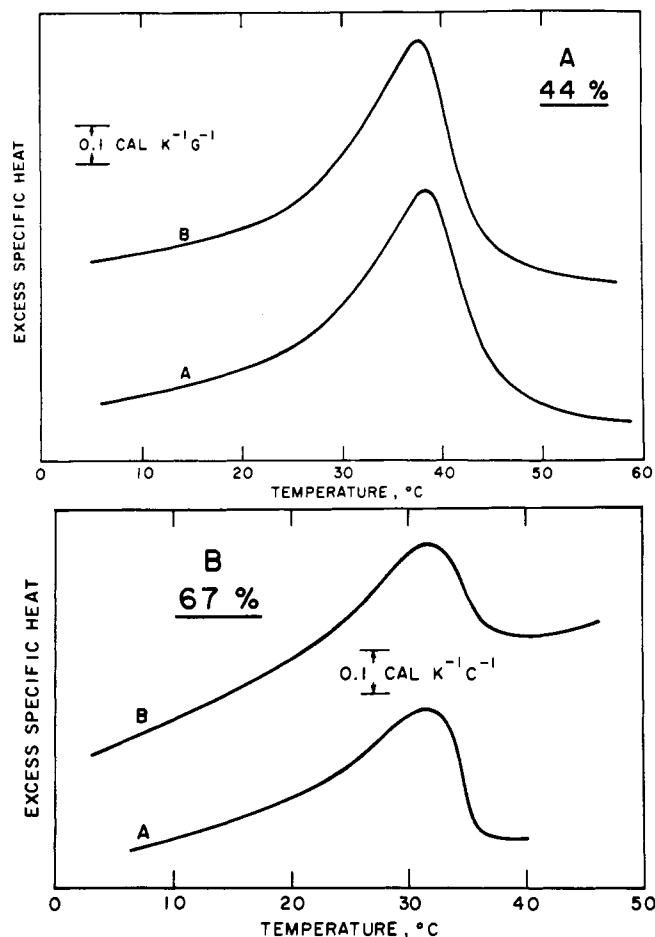 A
44 %
0.1 CAL K⁻¹G⁻¹
EXCESS SPECIFIC HEAT
B
A
0 10 20 30 40 50 60
TEMPERATURE, °C
B
67 %
0.1 CAL K⁻¹C⁻¹
EXCESS SPECIFIC HEAT
B
A
0 10 20 30 40 50
TEMPERATURE, °C